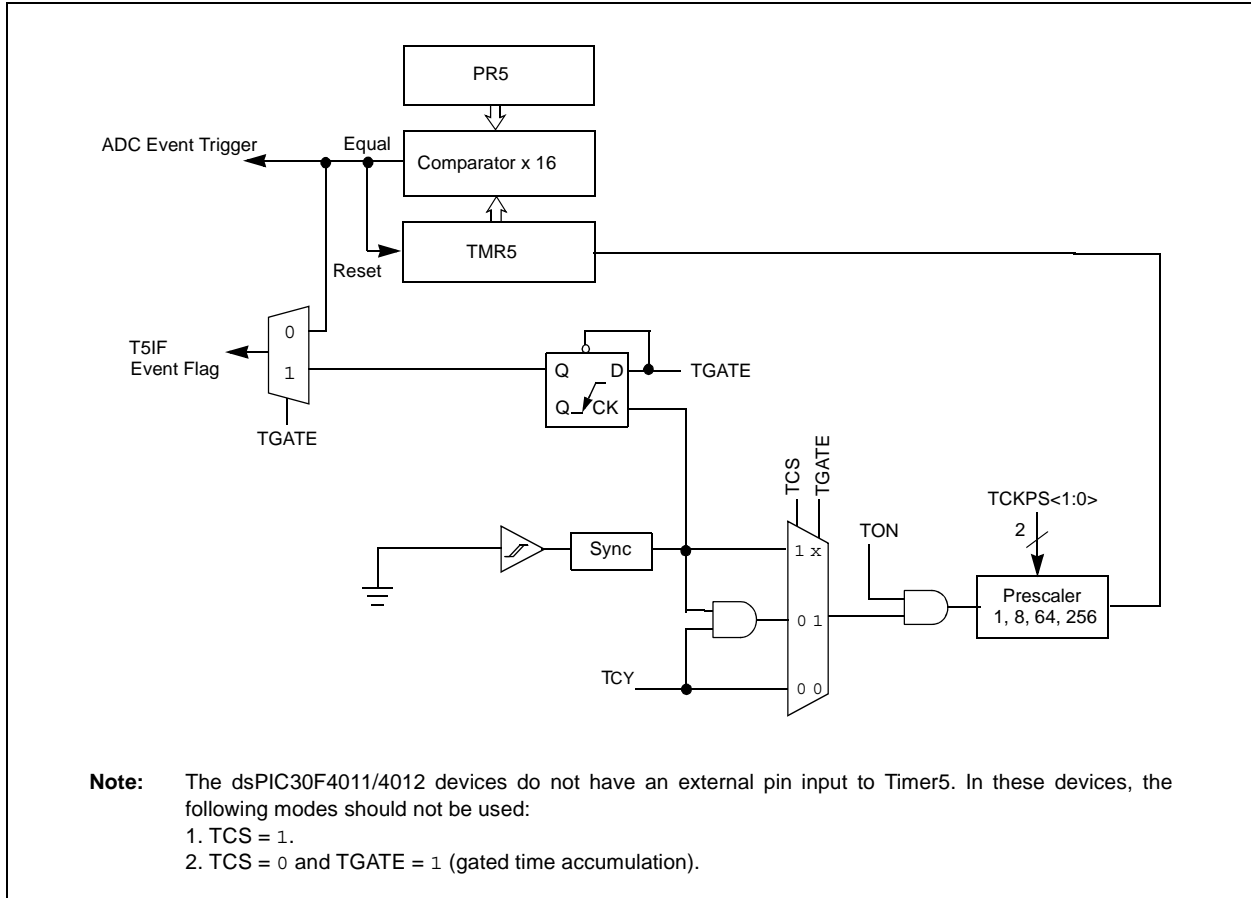 PR5
ADC Event Trigger
Equal
Comparator x 16
TMR5
Reset
0
1
T5IF
Event Flag
TGATE
Q
D
Q
CK
TGATE
TCS
TGATE
TCKPS<1:0>
2
TON
Sync
1 x
Prescaler
1, 8, 64, 256
0 1
TCY
0 0
Note: The dsPIC30F4011/4012 devices do not have an external pin input to Timer5. In these devices, the
following modes should not be used:
1. TCS = 1.
2. TCS = 0 and TGATE = 1 (gated time accumulation).